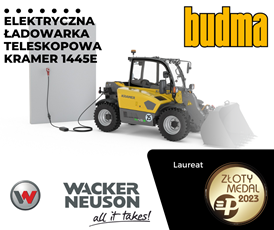 ELEKTRYCZNA
ŁADOWARKA
TELESKOPOWA
KRAMER 1445E
budma
Laureat
ZŁOTY
MEDAL
2023
WACKER
NEUSON
all it takes!